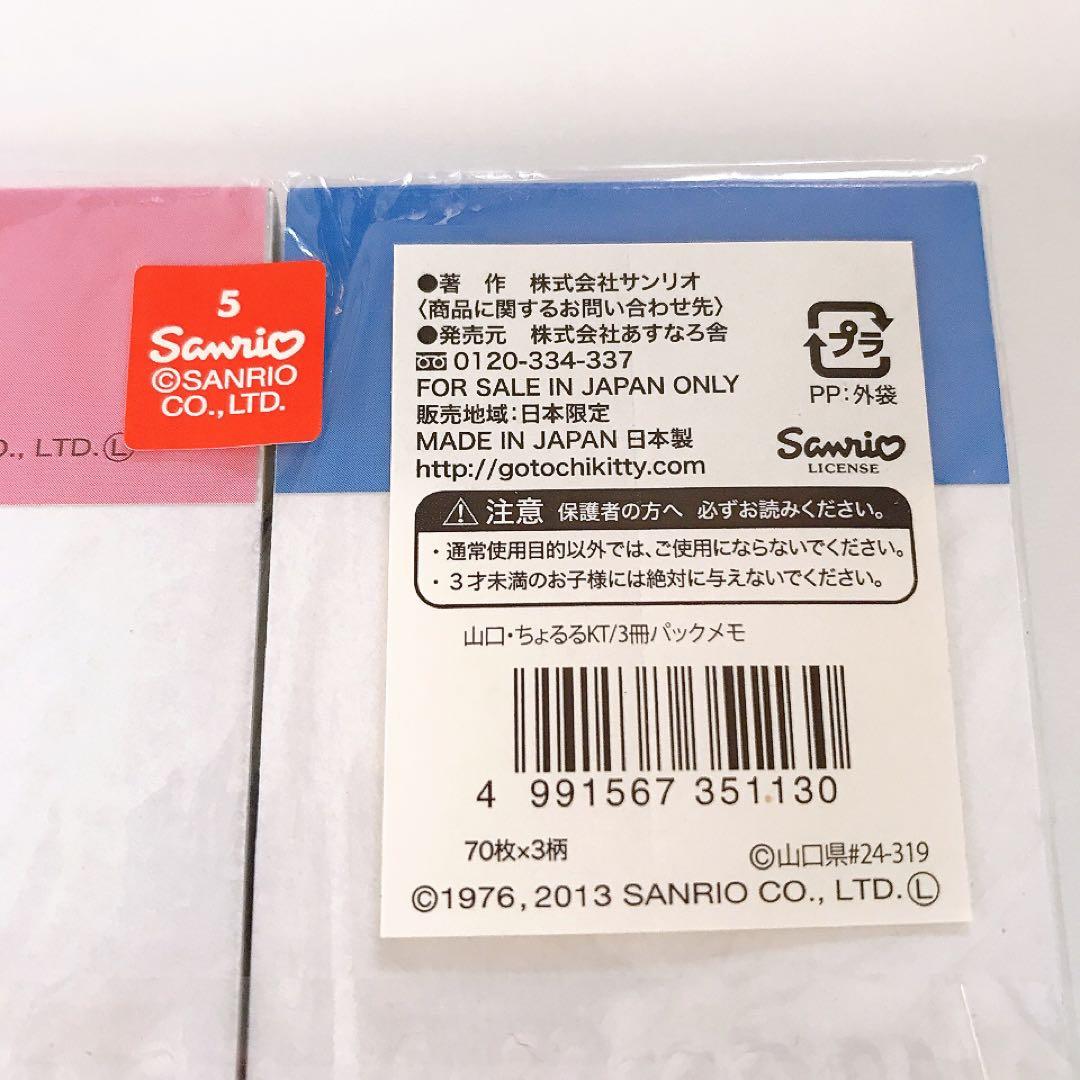 5
Sanrio
©SANRIO
CO., LTD.
O., LTD. Ⓛ
●著 作 株式会社サンリオ
〈商品に関するお問い合わせ先〉
●発売元 株式会社あすなろ舎
0120-334-337
FOR SALE IN JAPAN ONLY
販売地域:日本限定
MADE IN JAPAN 日本製
http://gotochikitty.com
プラ
PP:外袋
Sanrio
LICENSE
⚠注意 保護者の方へ 必ずお読みください。
・通常使用目的以外では、ご使用にならないでください。
・3才未満のお子様には絶対に与えないでください。
山口・ちょるるKT/3冊パックメモ
4 991567 351130
70枚×3柄
©山口県#24-319
©1976, 2013 SANRIO CO., LTD. Ⓛ